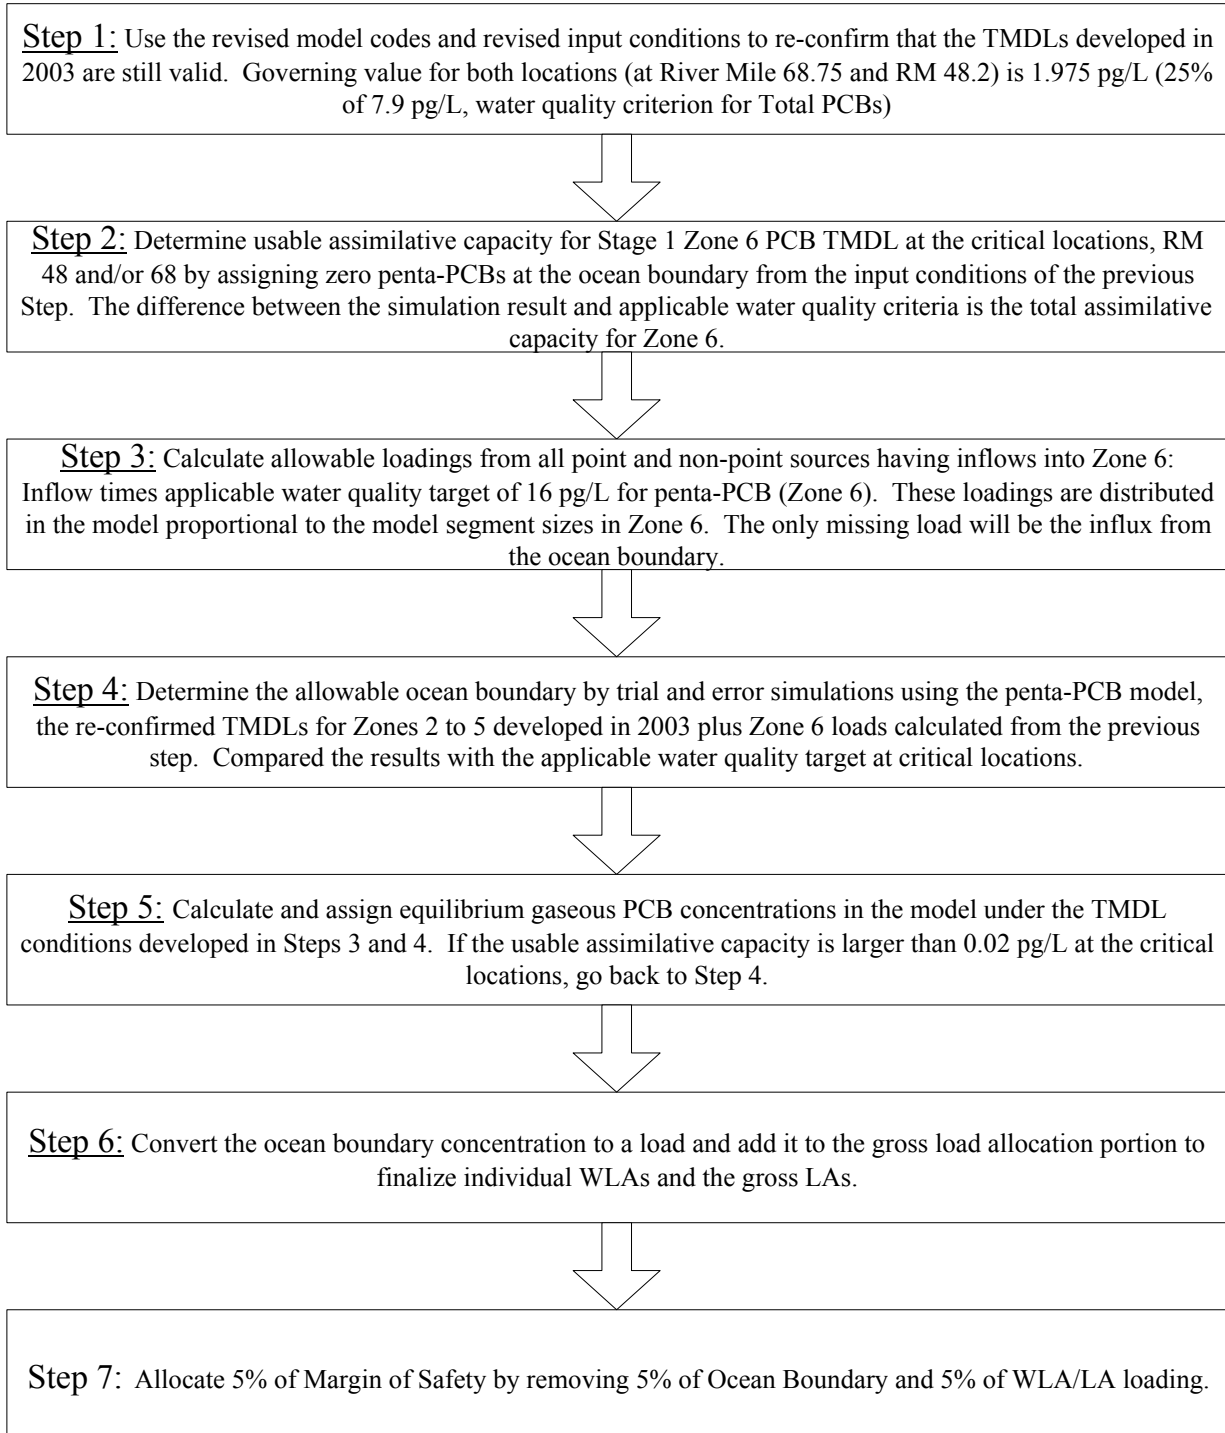 Step 1: Use the revised model codes and revised input conditions to re-confirm that the TMDLs developed in
2003 are still valid. Governing value for both locations (at River Mile 68.75 and RM 48.2) is 1.975 pg/L (25%
of 7.9 pg/L, water quality criterion for Total PCBs)
Step 2: Determine usable assimilative capacity for Stage 1 Zone 6 PCB TMDL at the critical locations, RM
48 and/or 68 by assigning zero penta-PCBs at the ocean boundary from the input conditions of the previous
Step. The difference between the simulation result and applicable water quality criteria is the total assimilative
capacity for Zone 6.
Step 3: Calculate allowable loadings from all point and non-point sources having inflows into Zone 6:
Inflow times applicable water quality target of 16 pg/L for penta-PCB (Zone 6). These loadings are distributed
in the model proportional to the model segment sizes in Zone 6. The only missing load will be the influx from
the ocean boundary.
Step 4: Determine the allowable ocean boundary by trial and error simulations using the penta-PCB model,
the re-confirmed TMDLs for Zones 2 to 5 developed in 2003 plus Zone 6 loads calculated from the previous
step. Compared the results with the applicable water quality target at critical locations.
Step 5: Calculate and assign equilibrium gaseous PCB concentrations in the model under the TMDL
conditions developed in Steps 3 and 4. If the usable assimilative capacity is larger than 0.02 pg/L at the critical
locations, go back to Step 4.
Step 6: Convert the ocean boundary concentration to a load and add it to the gross load allocation portion to
finalize individual WLAs and the gross LAs.
Step 7: Allocate 5% of Margin of Safety by removing 5% of Ocean Boundary and 5% of WLA/LA loading.